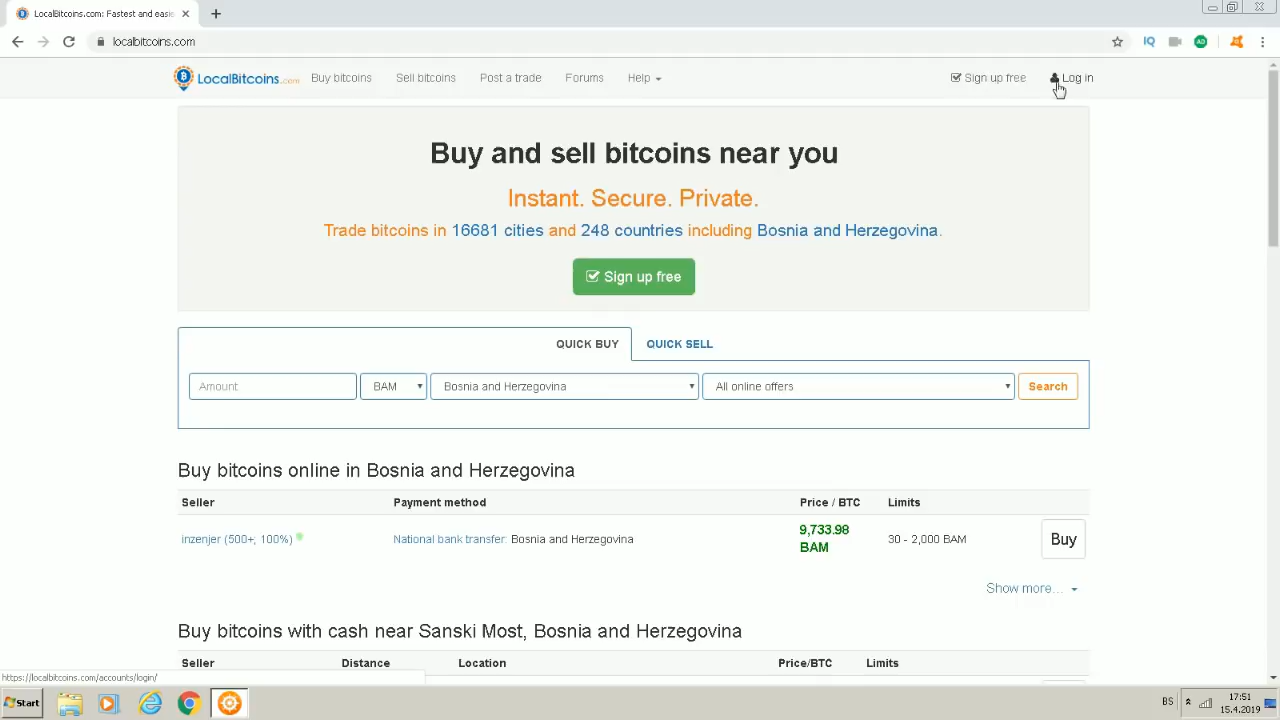 LocalBitcoins.com: Fastest and easie
localbitcoins.com
LocalBitcoins.com
Buy bitcoins
Sell bitcoins
Post a trade
Forums
Help
Sign up free
Log in
Buy and sell bitcoins near you
Instant. Secure. Private.
Trade bitcoins in 16681 cities and 248 countries including Bosnia and Herzegovina.
Sign up free
QUICK BUY
QUICK SELL
Amount
BAM
Bosnia and Herzegovina
All online offers
Search
Buy bitcoins online in Bosnia and Herzegovina
Seller Payment method Price / BTC Limits
inzenjer (500+; 100%) National bank transfer: Bosnia and Herzegovina 9,733.98 BAM 30 - 2,000 BAM Buy
Show more...
Buy bitcoins with cash near Sanski Most, Bosnia and Herzegovina
Seller Distance Location Price/BTC Limits
https://localbitcoins.com/accounts/login/
Start
BS
17:51
15.4.2019